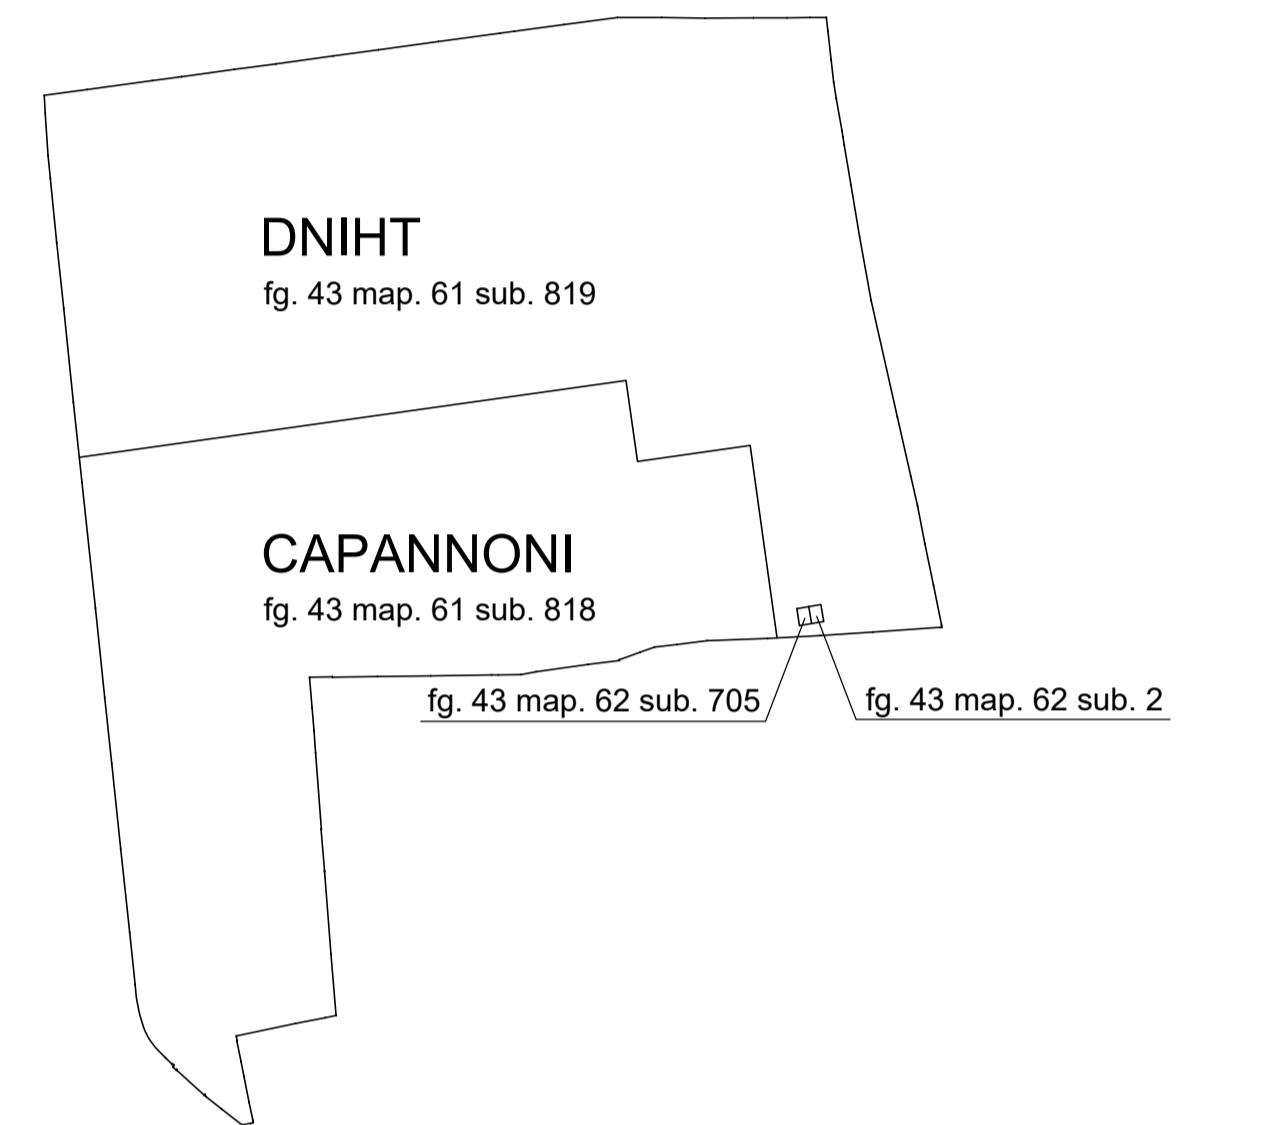 DNIHT
fg. 43 map. 61 sub. 819
CAPANNONI
fg. 43 map. 61 sub. 818
fg. 43 map. 62 sub. 705
fg. 43 map. 62 sub. 2